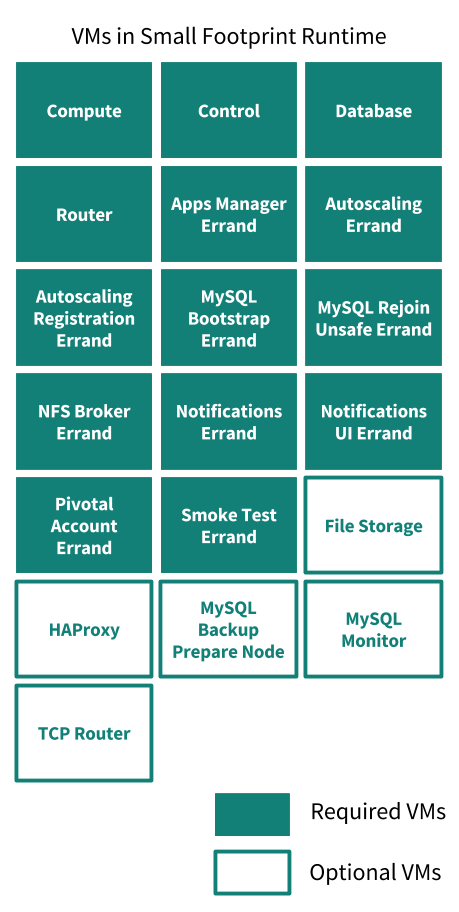 VMs in Small Footprint Runtime
Compute
Control
Database
Router
Apps Manager
Errand
Autoscaling
Errand
Autoscaling
Registration
Errand
MySQL
Bootstrap
Errand
MySQL Rejoin
Unsafe Errand
NFS Broker
Errand
Notifications
Errand
Notifications
UI Errand
Pivotal
Account
Errand
Smoke Test
Errand
File Storage
HAProxy
MySQL
Backup
Prepare Node
MySQL
Monitor
TCP Router
Required VMs
Optional VMs